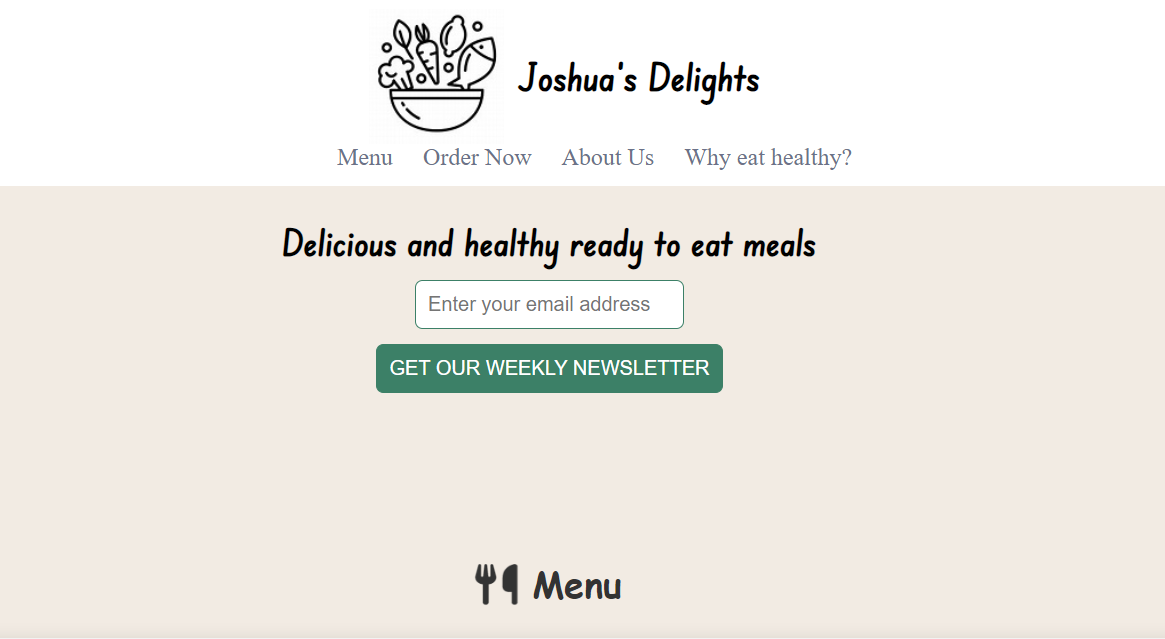 Joshua's Delights
Menu Order Now About Us Why eat healthy?
Delicious and healthy ready to eat meals
Enter your email address
GET OUR WEEKLY NEWSLETTER
Menu